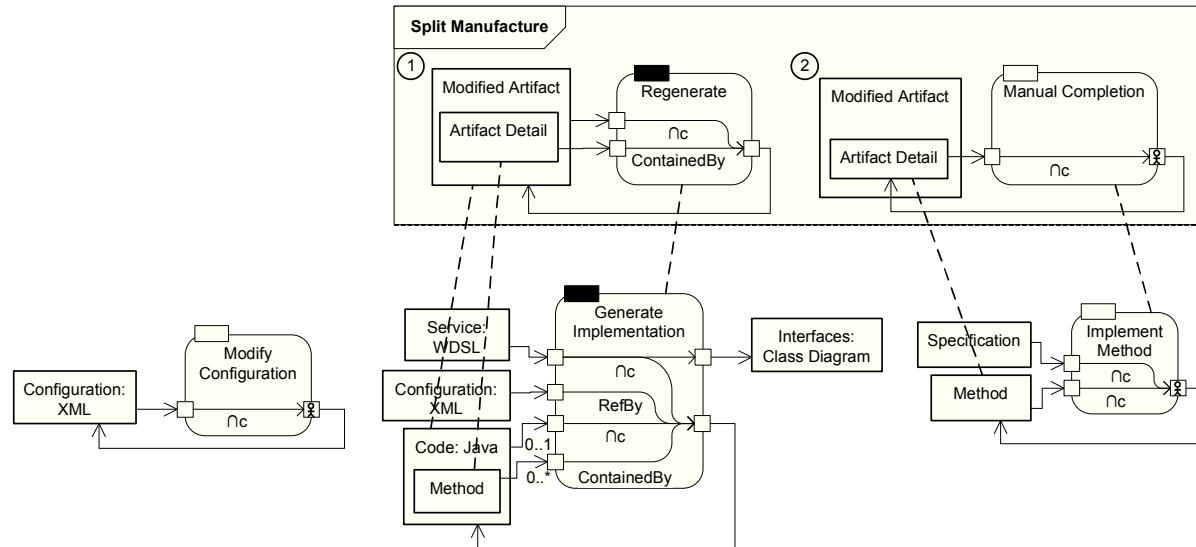 Split Manufacture
1
Modified Artifact
Artifact Detail
Regenerate
∩c
ContainedBy
2
Modified Artifact
Artifact Detail
Manual Completion
∩c
Configuration:
XML
Modify
Configuration
∩c
Service:
WDSL
Configuration:
XML
Code: Java
Method
0..1
0..*
Generate
Implementation
∩c
RefBy
∩c
ContainedBy
Interfaces:
Class Diagram
Specification
Method
Implement
Method
∩c
∩c